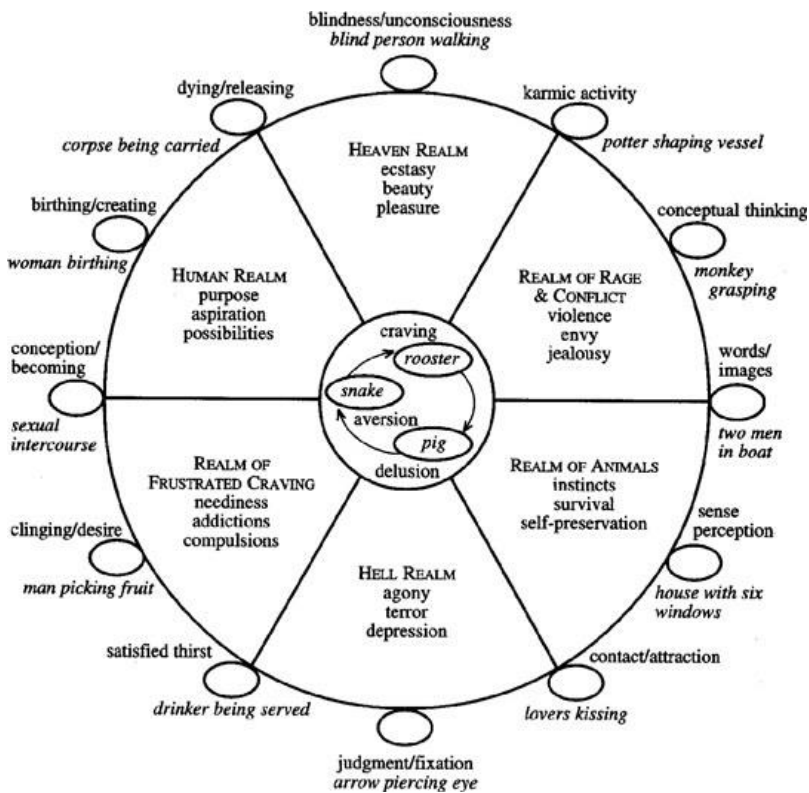 blindness/unconsciousness
blind person walking
karmic activity
potter shaping vessel
conceptual thinking
monkey
grasping
words/
images
two men
in boat
sense
perception
house with six
windows
contact/attraction
lovers kissing
judgment/fixation
arrow piercing eye
satisfied thirst
drinker being served
clinging/desire
man picking fruit
conception/
becoming
sexual
intercourse
birthing/creating
woman birthing
dying/releasing
corpse being carried
HEAVEN REALM
ecstasy
beauty
pleasure
REALM OF RAGE
& CONFLICT
violence
envy
jealousy
REALM OF ANIMALS
instincts
survival
self-preservation
HELL REALM
agony
terror
depression
REALM OF
FRUSTRATED CRAVING
neediness
addictions
compulsions
HUMAN REALM
purpose
aspiration
possibilities
craving
rooster
snake
aversion
pig
delusion